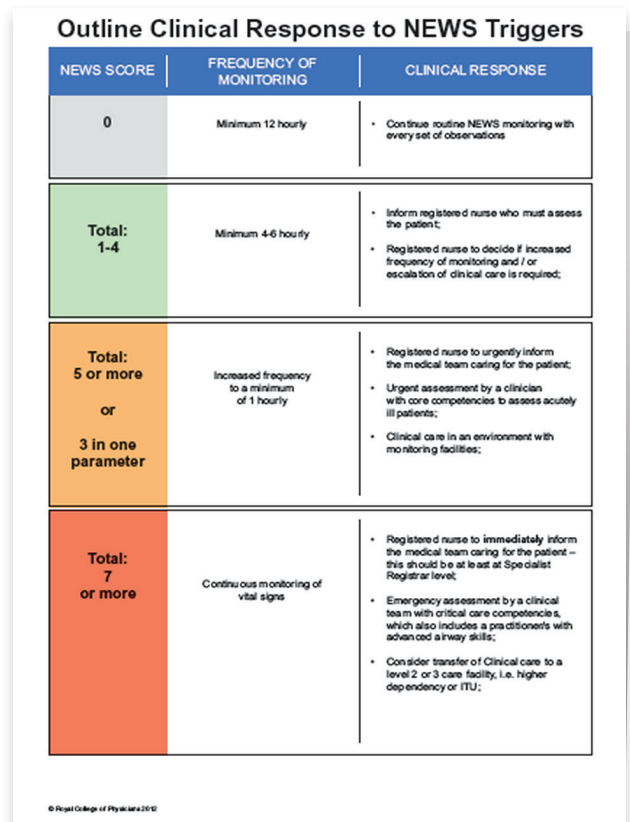 Outline Clinical Response to NEWS Triggers
NEWS SCORE
FREQUENCY OF
MONITORING
CLINICAL RESPONSE
0
Minimum 12 hourly
• Continue routine NEWS monitoring with
every set of observations
Total:
1-4
Minimum 4-6 hourly
• Inform registered nurse who must assess
the patient;
• Registered nurse to decide if increased
frequency of monitoring and / or
escalation of clinical care is required;
Total:
5 or more
or
3 in one
parameter
Increased frequency
to a minimum
of 1 hourly
• Registered nurse to urgently inform
the medical team caring for the patient;
• Urgent assessment by a clinician
with core competencies to assess acutely
ill patients;
• Clinical care in an environment with
monitoring facilities;
Total:
7
or more
Continuous monitoring of
vital signs
• Registered nurse to immediately inform
the medical team caring for the patient –
this should be at least at Specialist
Registrar level;
• Emergency assessment by a clinical
team with critical care competencies,
which also includes a practitioner/s with
advanced airway skills;
• Consider transfer of Clinical care to a
level 2 or 3 care facility, i.e. higher
dependency or ITU;
© Royal College of Physicians 2012